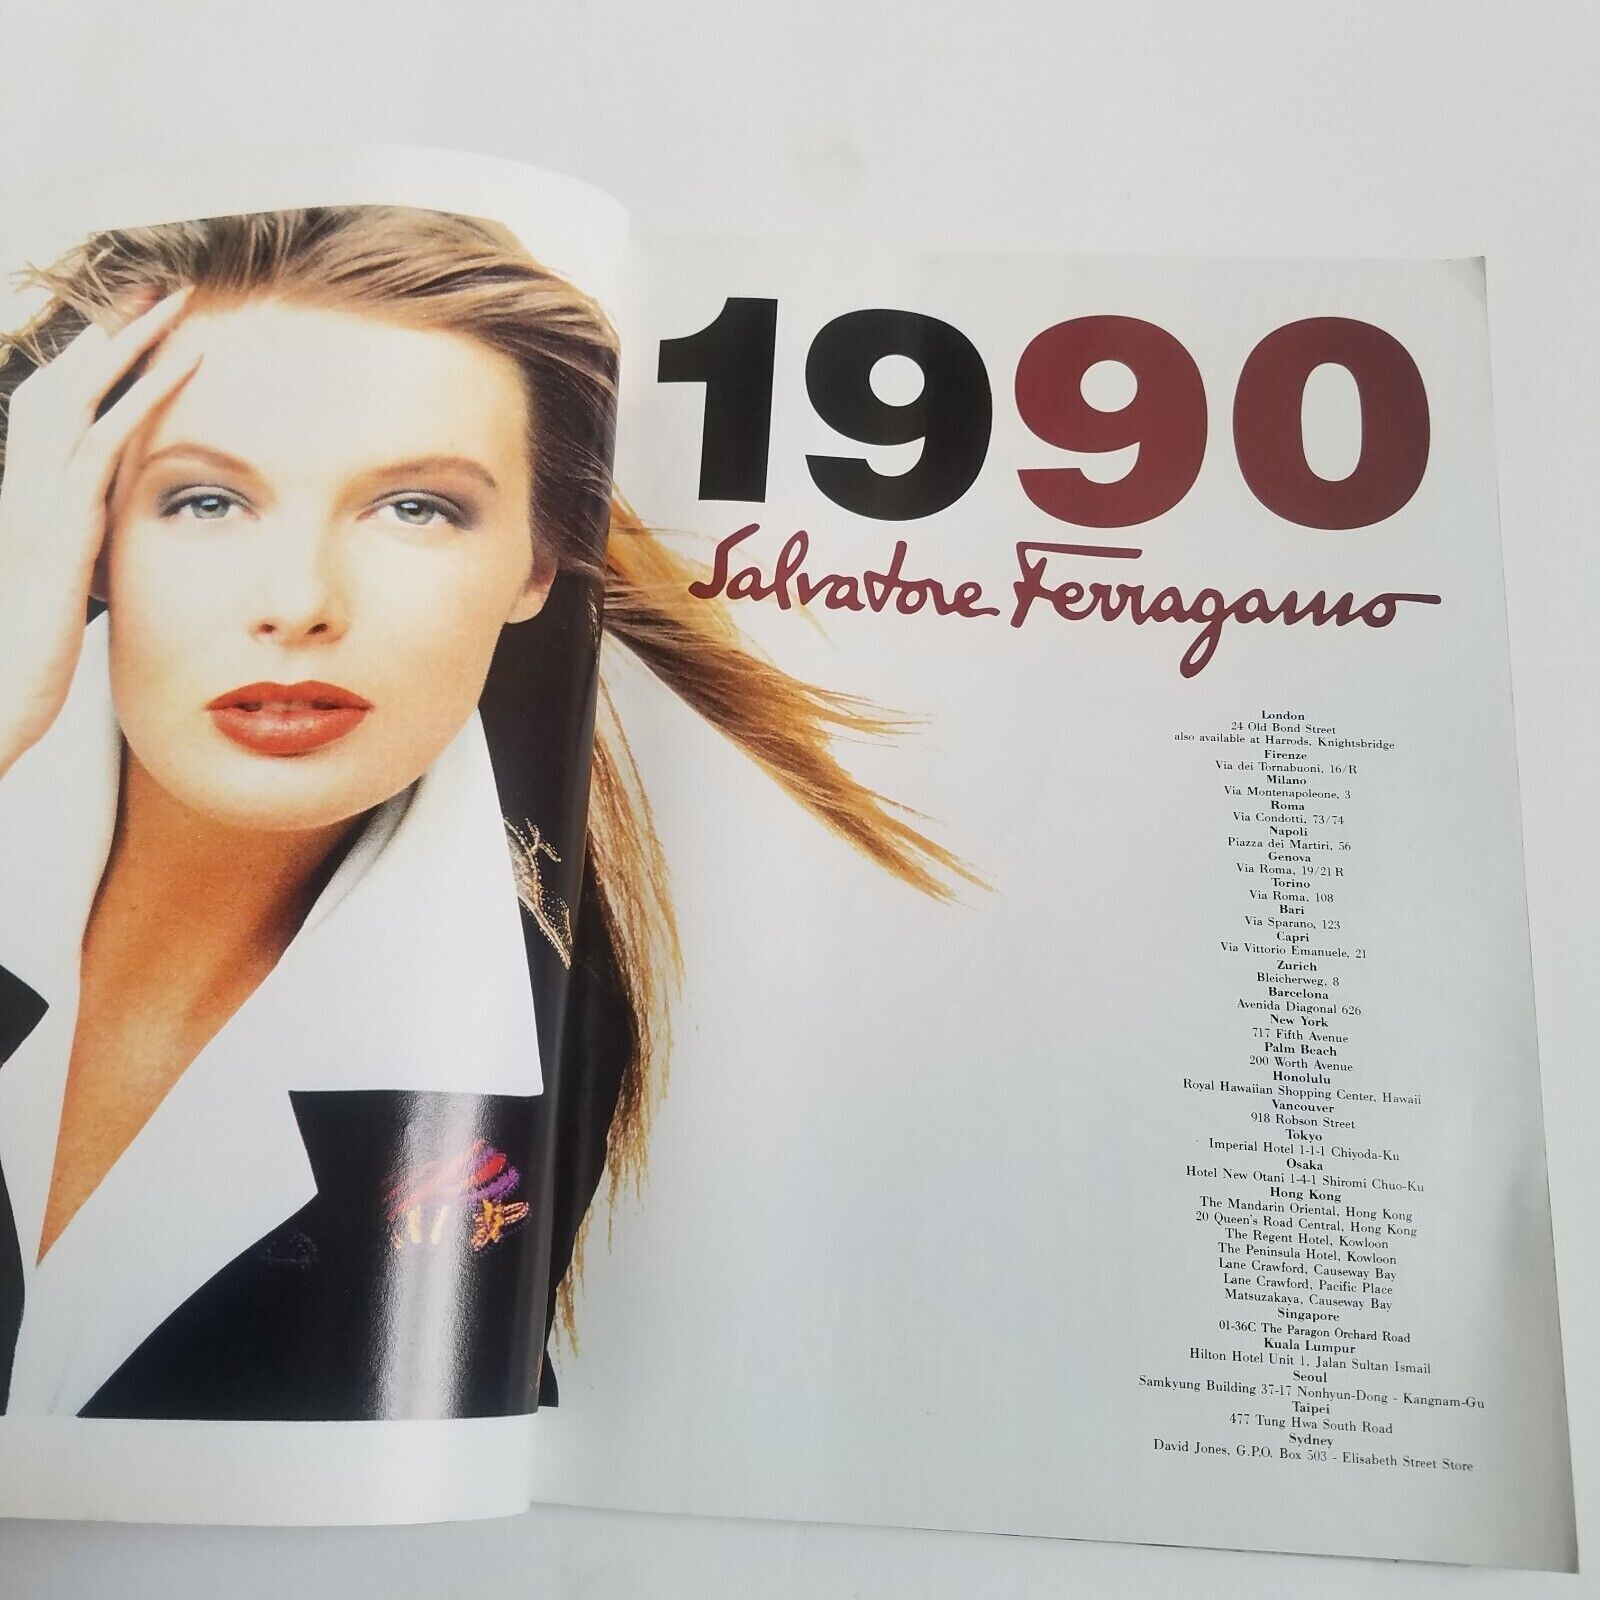 1990
Salvatore Ferragamo
London
24 Old Bond Street
also available at Harrods, Knightsbridge
Firenze
Via dei Tornabuoni, 16/R
Milano
Via Montenapoleone, 3
Roma
Via Condotti, 73/74
Napoli
Piazza dei Martiri, 56
Genova
Via Roma, 19/21 R
Torino
Via Roma, 108
Bari
Via Sparano, 123
Capri
Via Vittorio Emanuele, 21
Zurich
Bleicherweg, 8
Barcelona
Avenida Diagonal 626
New York
717 Fifth Avenue
Palm Beach
200 Worth Avenue
Honolulu
Royal Hawaiian Shopping Center, Hawaii
Vancouver
918 Robson Street
Tokyo
Imperial Hotel 1-1-1 Chiyoda-Ku
Osaka
Hotel New Otani 1-4-1 Shiromi Chuo-Ku
Hong Kong
The Mandarin Oriental, Hong Kong
20 Queen's Road Central, Hong Kong
The Regent Hotel, Kowloon
The Peninsula Hotel, Kowloon
Lane Crawford, Causeway Bay
Lane Crawford, Pacific Place
Matsuzakaya, Causeway Bay
Singapore
01-36C The Paragon Orchard Road
Kuala Lumpur
Hilton Hotel Unit 1, Jalan Sultan Ismail
Seoul
Samkyung Building 37-17 Nonhyun-Dong - Kangnam-Gu
Taipei
477 Tung Hwa South Road
Sydney
David Jones, G.P.O. Box 503 - Elisabeth Street Store